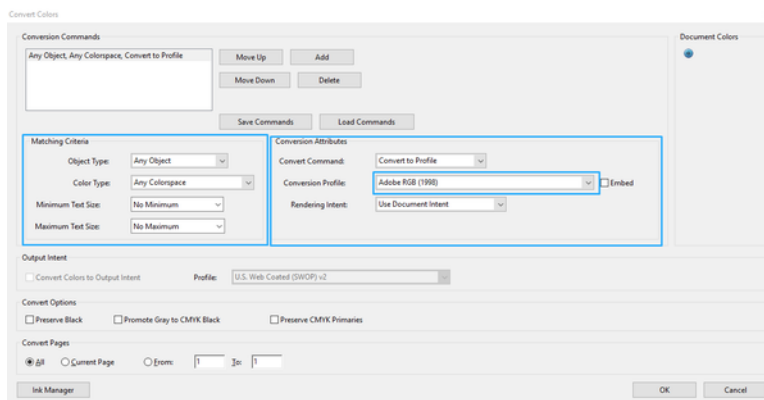 Convert Colors
Conversion Commands
Document Colors
Any Object, Any Colorspace, Convert to Profile
Move Up
Add
Move Down
Delete
Save Commands
Load Commands
Matching Criteria
Object Type: Any Object
Color Type: Any Colorspace
Minimum Text Size: No Minimum
Maximum Text Size: No Maximum
Conversion Attributes
Convert Command: Convert to Profile
Conversion Profile: Adobe RGB (1998) Embed
Rendering Intent: Use Document Intent
Output Intent
Convert Colors to Output Intent Profile: U.S. Web Coated (SWOP) v2
Convert Options
Preserve Black Promote Gray to CMYK Black Preserve CMYK Primaries
Convert Pages
All Current Page From: 1 To: 1
Ink Manager
OK
Cancel